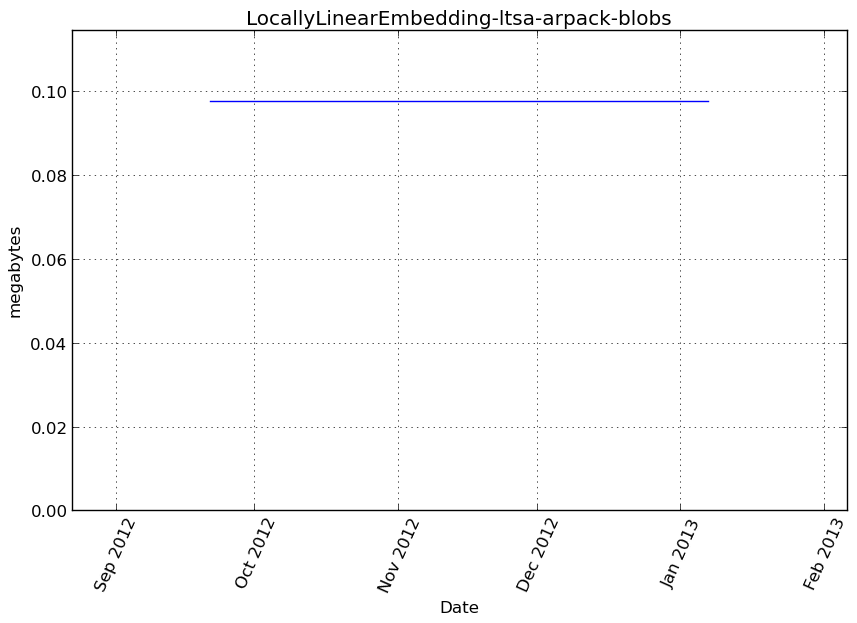 LocallyLinearEmbedding-ltsa-arpack-blobs
0.10
0.08
0.06
0.04
0.02
0.00
megabytes
Sep 2012
Oct 2012
Nov 2012
Dec 2012
Jan 2013
Feb 2013
Date